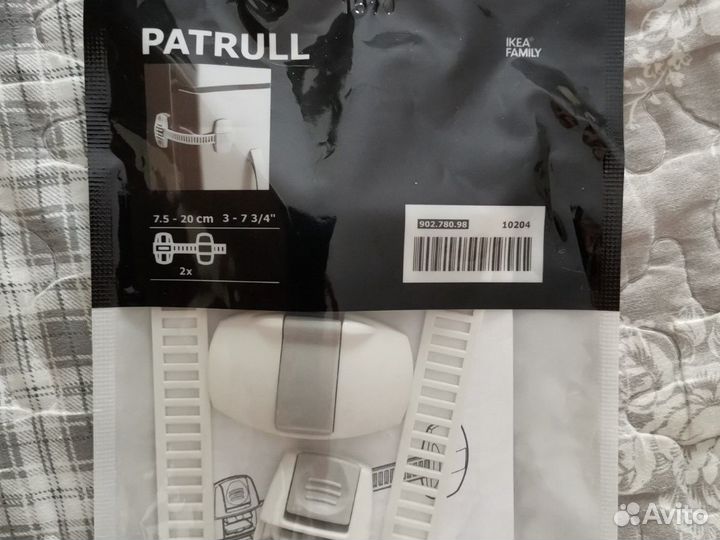 PATRULL
IKEA®
FAMILY
7.5 - 20 cm 3 - 7 3/4"
2x
902.780.98 10204
Avito